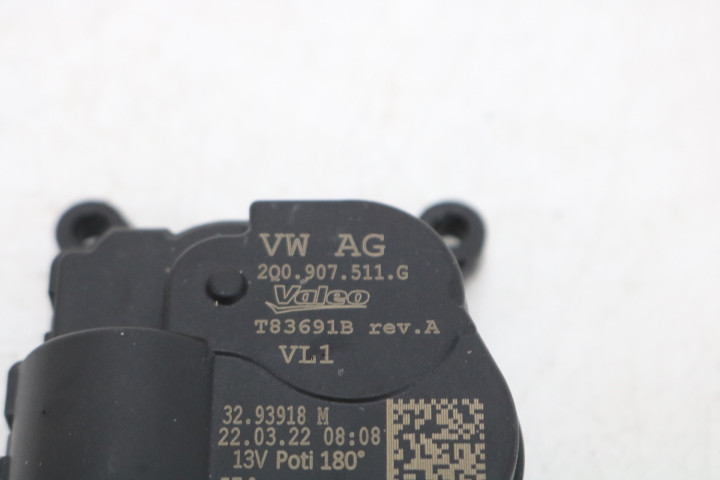 VW AG
2Q0.907.511.G
Valeo
T83691B rev.A
VL1
32.93918 M
22.03.22 08:08
13V Poti 180°